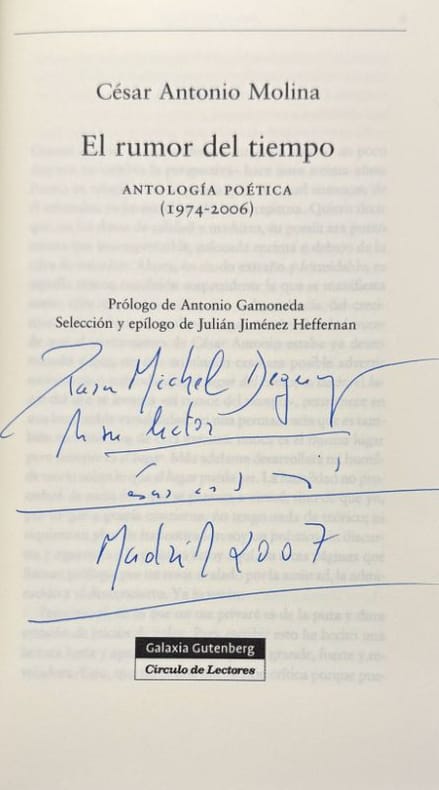 César Antonio Molina
El rumor del tiempo
ANTOLOGÍA POÉTICA
(1974-2006)
Prólogo de Antonio Gamoneda
Selección y epílogo de Julián Jiménez Heffernan
Para Michel Deguy
su lector
Madrid 2007
Galaxia Gutenberg
Círculo de Lectores